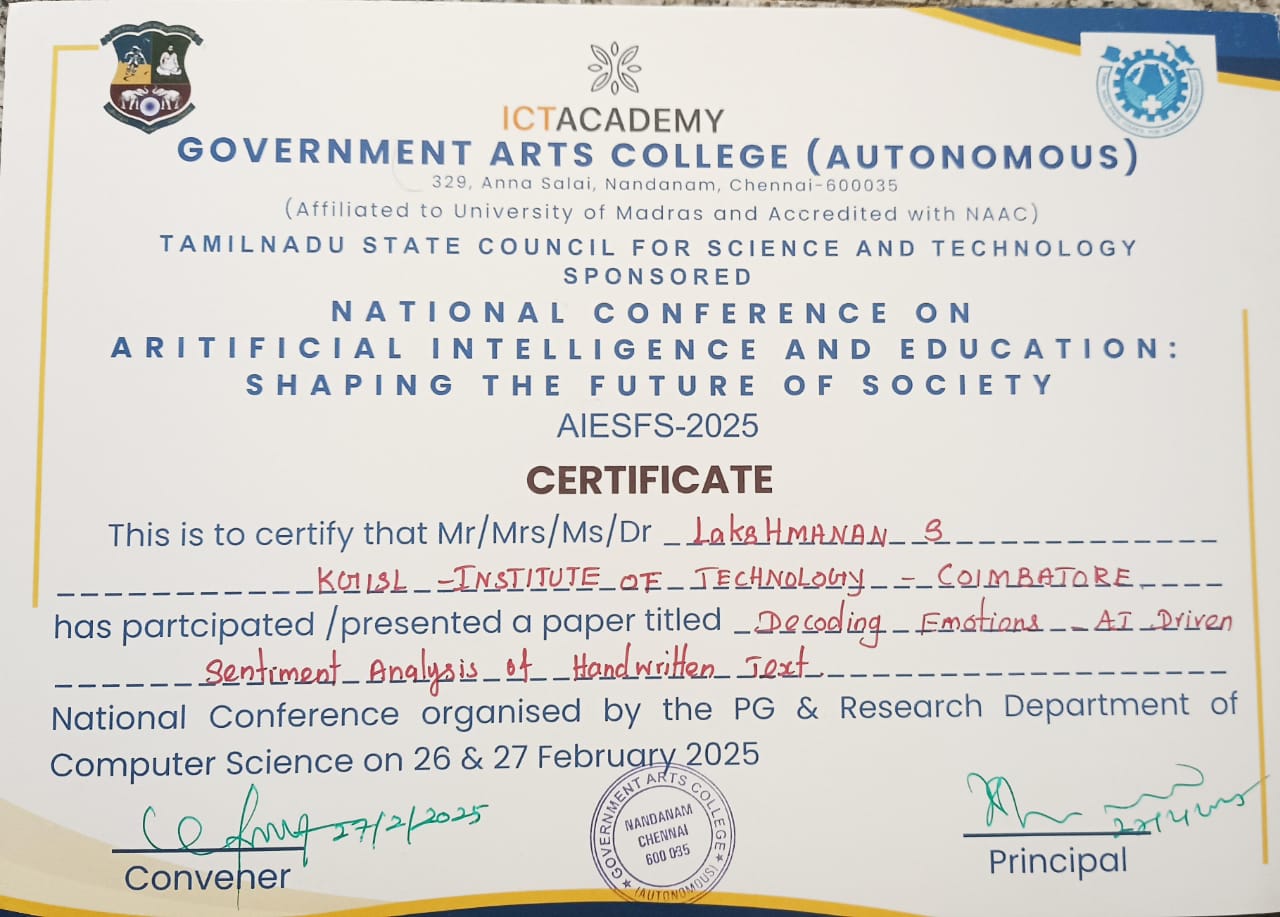 ICTACADEMY
GOVERNMENT ARTS COLLEGE (AUTONOMOUS)
329, Anna Salai, Nandanam, Chennai-600035
(Affiliated to University of Madras and Accredited with NAAC)
TAMILNADU STATE COUNCIL FOR SCIENCE AND TECHNOLOGY
SPONSORED
NATIONAL CONFERENCE ON
ARITIFICIAL INTELLIGENCE AND EDUCATION:
SHAPING THE FUTURE OF SOCIETY
AIESFS-2025
CERTIFICATE
This is to certify that Mr/Mrs/Ms/Dr LaksHMANAN S
KGISL - INSTITUTE OF TECHNOLOGY - COIMBATORE
has partcipated /presented a paper titled Decoding Emotions - AI Driven
Sentiment Analysis of Handwritten Text.
National Conference organised by the PG & Research Department of
Computer Science on 26 & 27 February 2025
27/2/2025
Convener
GOVERNMENT ARTS COLLEGE
NANDANAM
CHENNAI
600 035
(AUTONOMOUS)
Principal